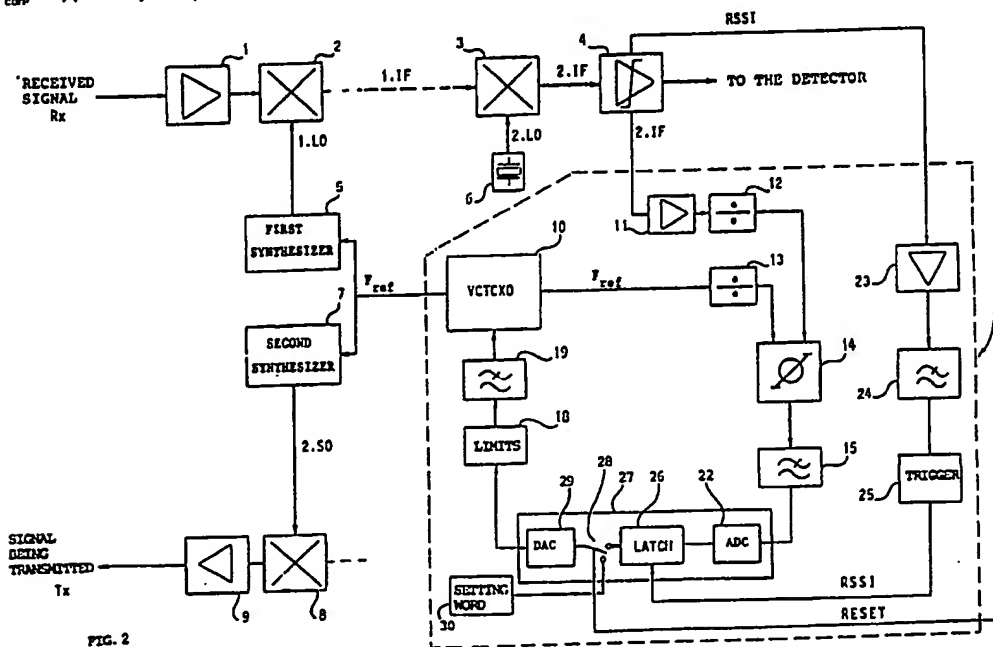 RSSI
1
2
3
4
RECEIVED
SIGNAL
Rx
1.IF
2.IF
TO THE DETECTOR
1.LO
2.LO
2.IF
6
12
11
5
FIRST
SYNTHESIZER
10
VCTCXO
13
Fref
Fref
23
7
SECOND
SYNTHESIZER
19
14
24
18
LIMITS
15
25
TRIGGER
2.SO
29
28
27
26
22
DAC
LATCH
ADC
SIGNAL
BEING
TRANSMITTED
Tx
SETTING
WORD
30
RSSI
RESET
9
8
FIG. 2